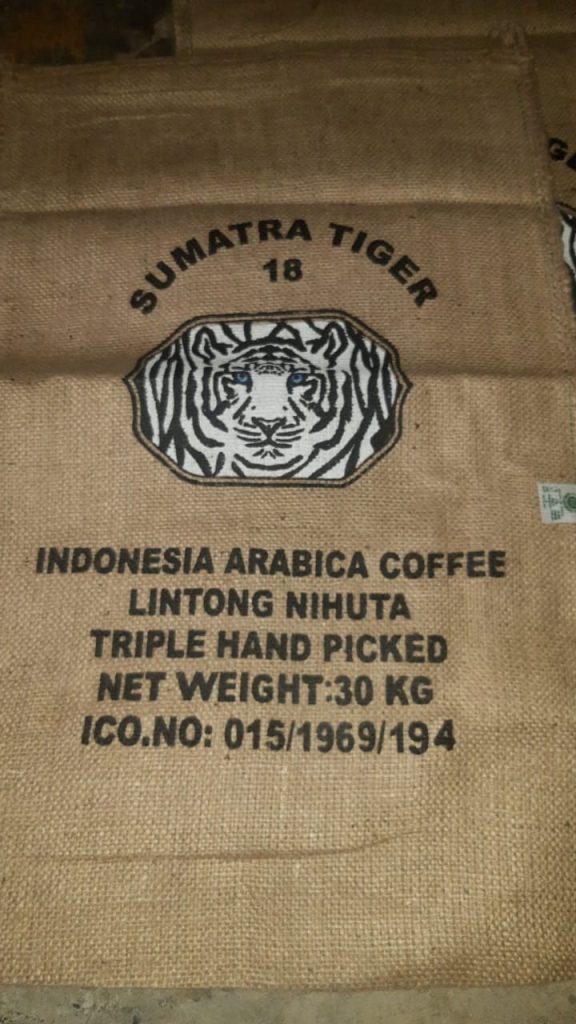 SUMATRA TIGER
18
INDONESIA ARABICA COFFEE
LINTONG NIHUTA
TRIPLE HAND PICKED
NET WEIGHT:30 KG
ICO.NO: 015/1969/194